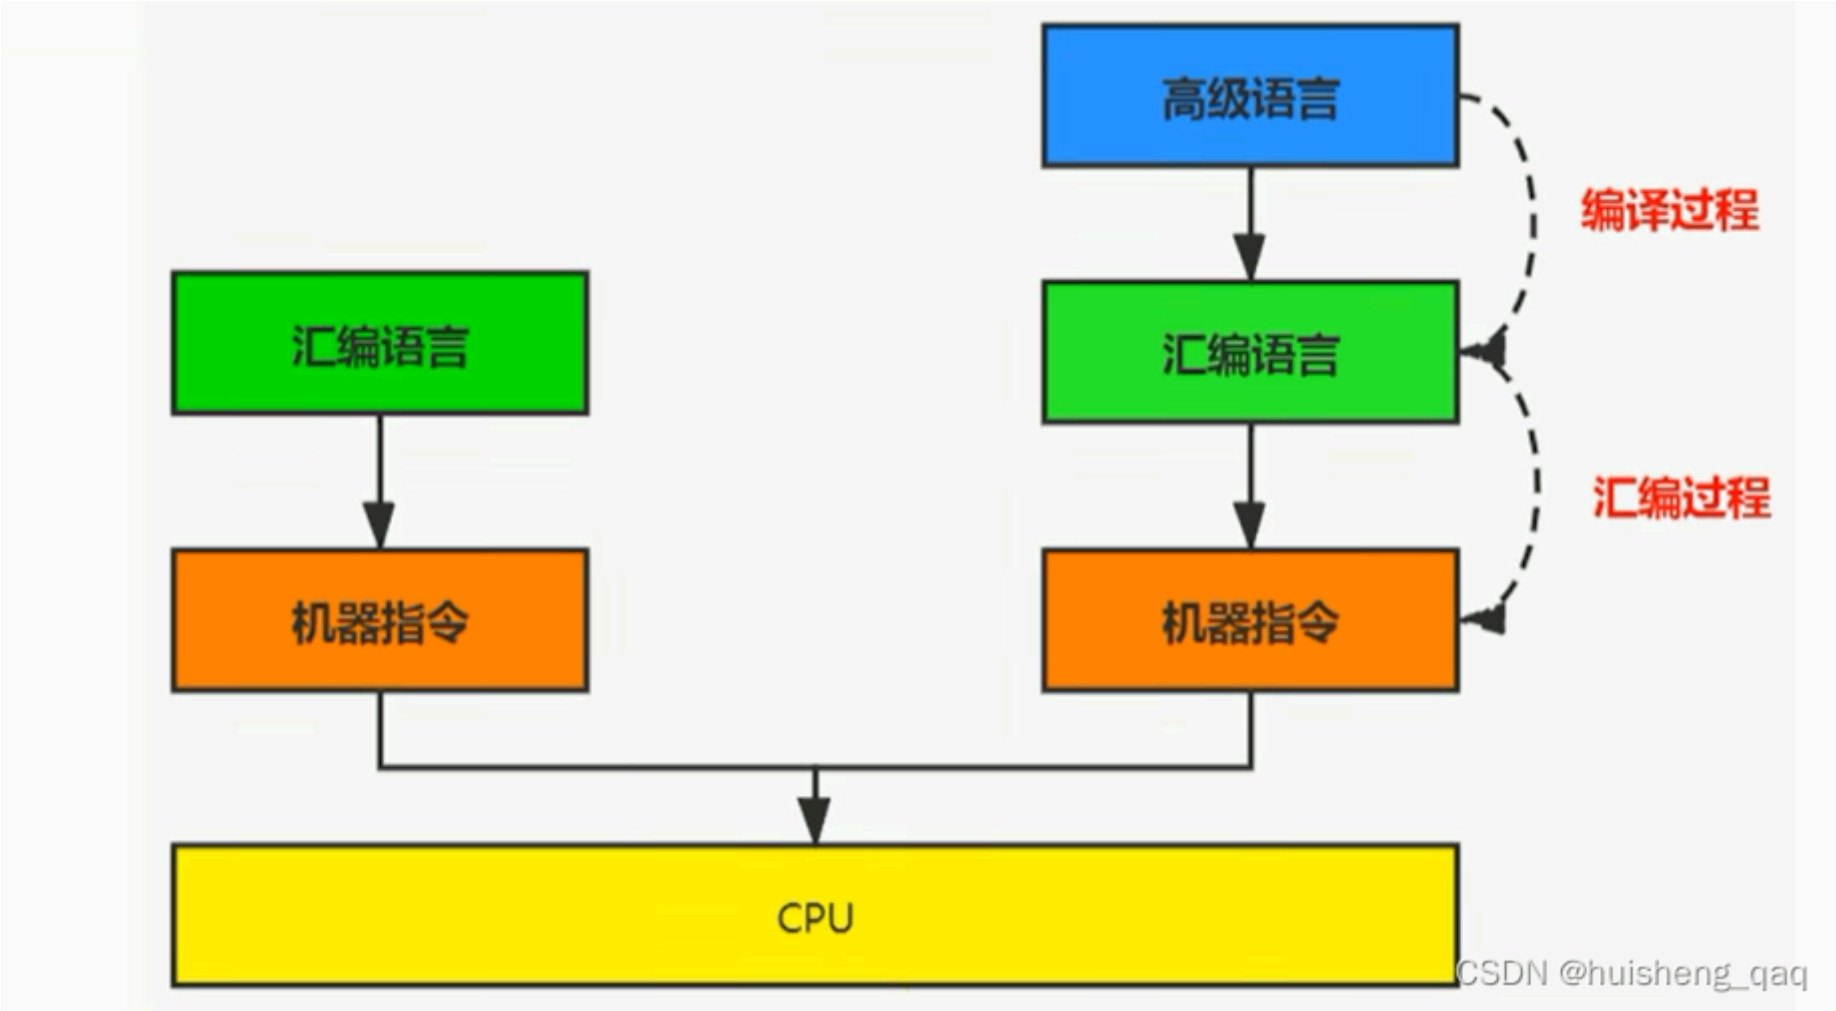 高级语言
编译过程
汇编语言
汇编语言
汇编过程
机器指令
机器指令
CPU
CSDN @huisheng_qaq